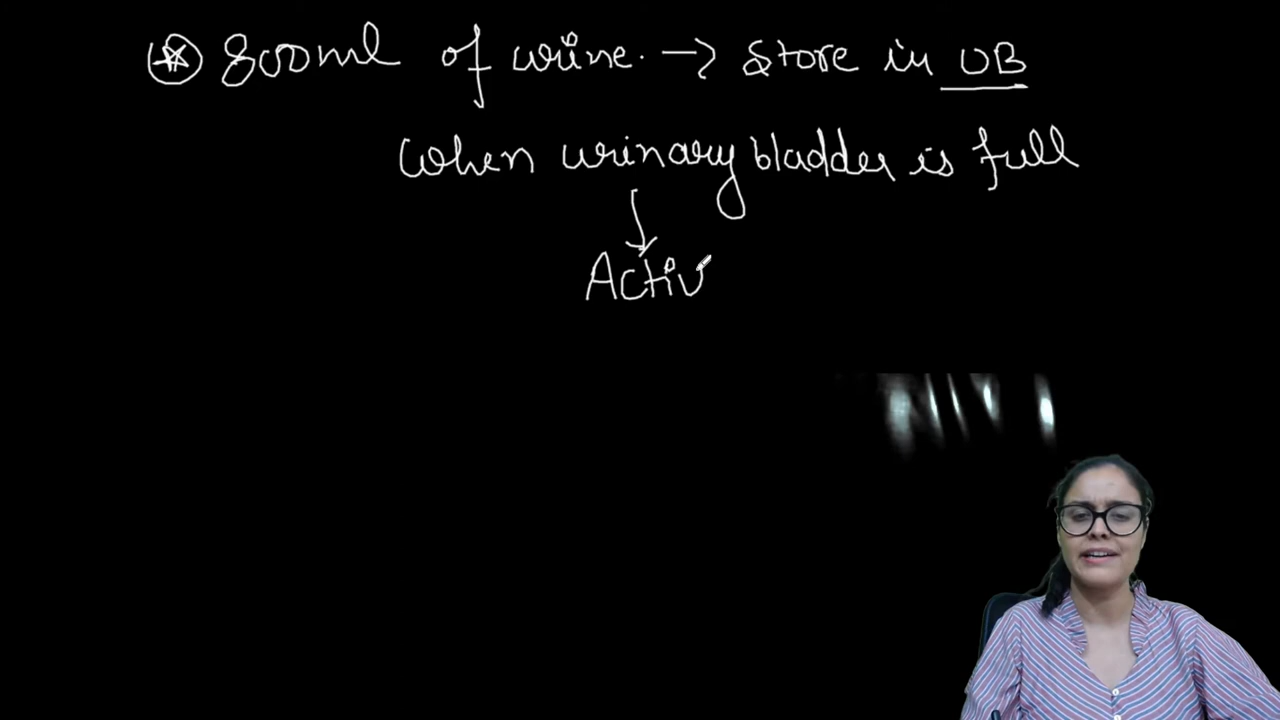 800ml of urine. → Store in UB
When urinary bladder is full
↓
Activ